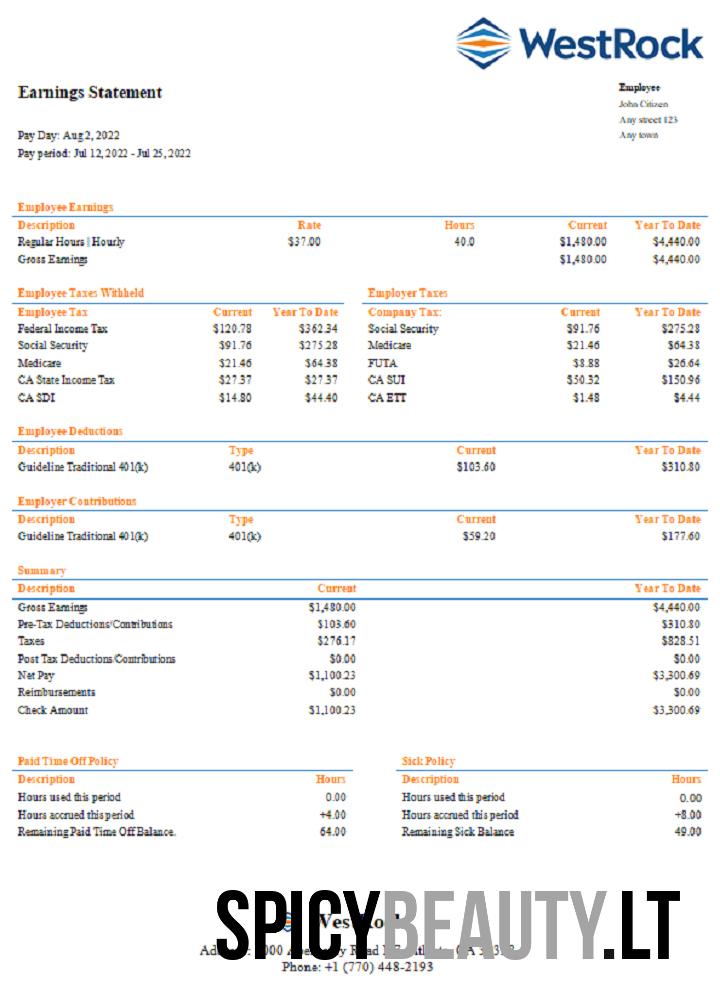 WestRock
Earnings Statement
Employee
John Citizen
Any street 123
Any town
Pay Day: Aug 2, 2022
Pay period: Jul 12, 2022 - Jul 25, 2022
Employee Earnings
Description Rate Hours Current Year To Date
Regular Hours | Hourly $37.00 40.0 $1,480.00 $4,440.00
Gross Earnings $1,480.00 $4,440.00
Employee Taxes Withheld
Employee Tax Current Year To Date
Federal Income Tax $120.78 $362.34
Social Security $91.76 $275.28
Medicare $21.46 $64.38
CA State Income Tax $27.37 $27.37
CA SDI $14.80 $44.40
Employer Taxes
Company Tax: Current Year To Date
Social Security $91.76 $275.28
Medicare $21.46 $64.38
FUTA $8.88 $26.64
CA SUI $50.32 $150.96
CA ETT $1.48 $4.44
Employee Deductions
Description Type Current Year To Date
Guideline Traditional 401(k) 401(k) $103.60 $310.80
Employer Contributions
Description Type Current Year To Date
Guideline Traditional 401(k) 401(k) $59.20 $177.60
Summary
Description Current Year To Date
Gross Earnings $1,480.00 $4,440.00
Pre-Tax Deductions/Contributions $103.60 $310.80
Taxes $276.17 $828.51
Post Tax Deductions/Contributions $0.00 $0.00
Net Pay $1,100.23 $3,300.69
Reimbursements $0.00 $0.00
Check Amount $1,100.23 $3,300.69
Paid Time Off Policy
Description Hours
Hours used this period 0.00
Hours accrued this period +4.00
Remaining Paid Time Off Balance. 64.00
Sick Policy
Description Hours
Hours used this period 0.00
Hours accrued this period +8.00
Remaining Sick Balance 49.00
SPICYBEAUTY.LT
Phone: +1 (770) 448-2193